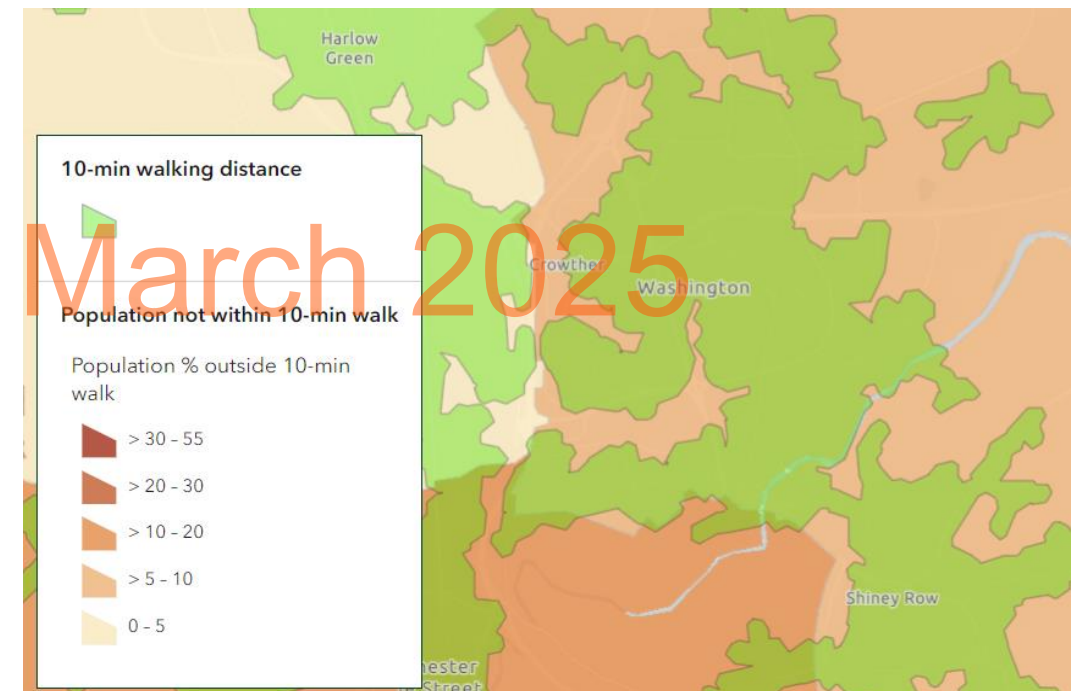 Harlow
Green
10-min walking distance
March 2025
Crowther
Washington
Population not within 10-min walk
Population % outside 10-min
walk
> 30 - 55
> 20 - 30
> 10 - 20
> 5 - 10
0 - 5
Shiney Row
Street